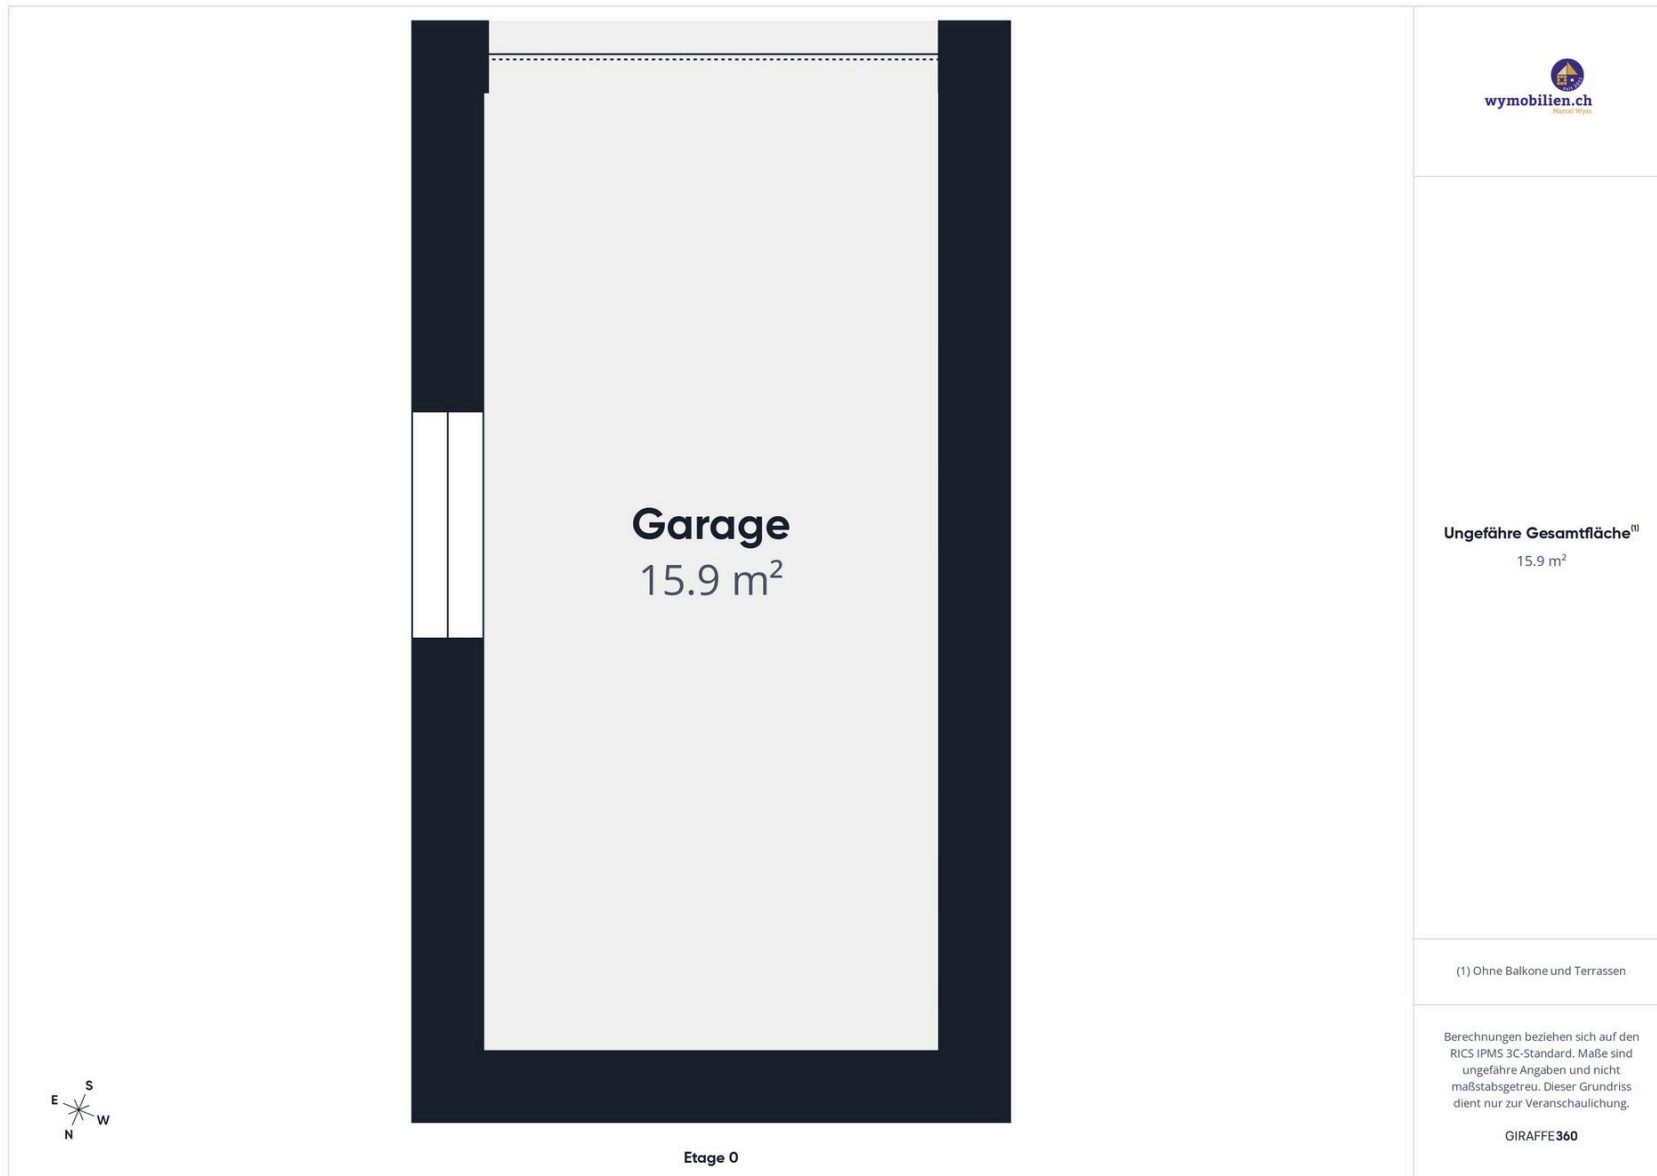 wymobilien.ch
Marcel Wyss
Garage
15.9 m²
Ungefähre Gesamtfläche⁽¹⁾
15.9 m²
(1) Ohne Balkone und Terrassen
Berechnungen beziehen sich auf den
RICS IPMS 3C-Standard. Maße sind
ungefähre Angaben und nicht
maßstabsgetreu. Dieser Grundriss
dient nur zur Veranschaulichung.
GIRAFFE360
S
E
W
N
Etage 0